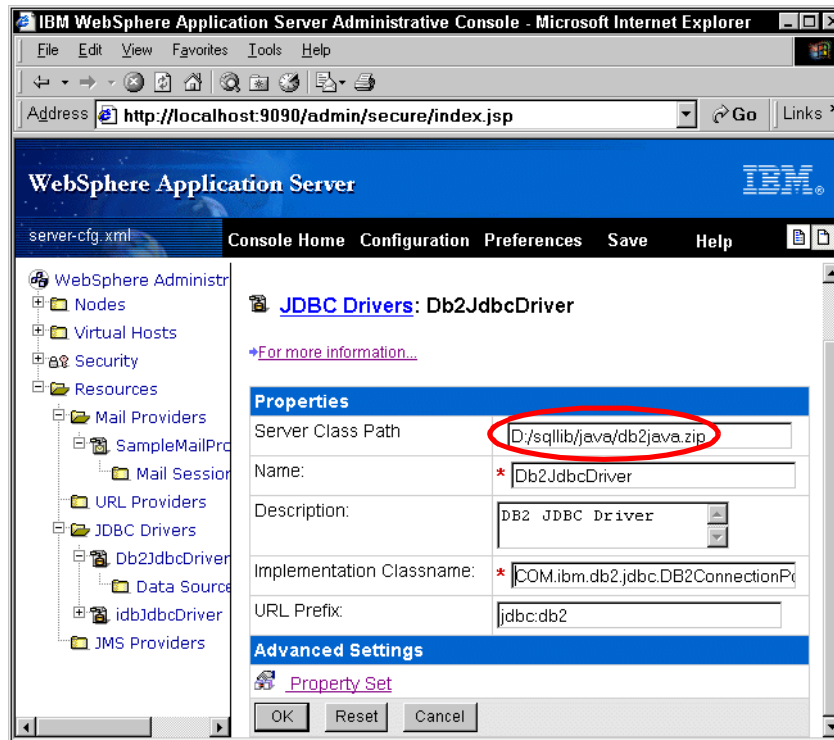 IBM WebSphere Application Server Administrative Console - Microsoft Internet Explorer
File Edit View Favorites Tools Help
Address http://localhost:9090/admin/secure/index.jsp Go Links
WebSphere Application Server IBM®
server-cfg.xml Console Home Configuration Preferences Save Help
WebSphere Administr
Nodes
Virtual Hosts
Security
Resources
Mail Providers
SampleMailPro
Mail Session
URL Providers
JDBC Drivers
Db2JdbcDriver
Data Source
idbJdbcDriver
JMS Providers
JDBC Drivers: Db2JdbcDriver
For more information...
Properties
Server Class Path D:/sqllib/java/db2java.zip
Name: * Db2JdbcDriver
Description: DB2 JDBC Driver
Implementation Classname: * COM.ibm.db2.jdbc.DB2ConnectionPo
URL Prefix: jdbc:db2
Advanced Settings
Property Set
OK Reset Cancel